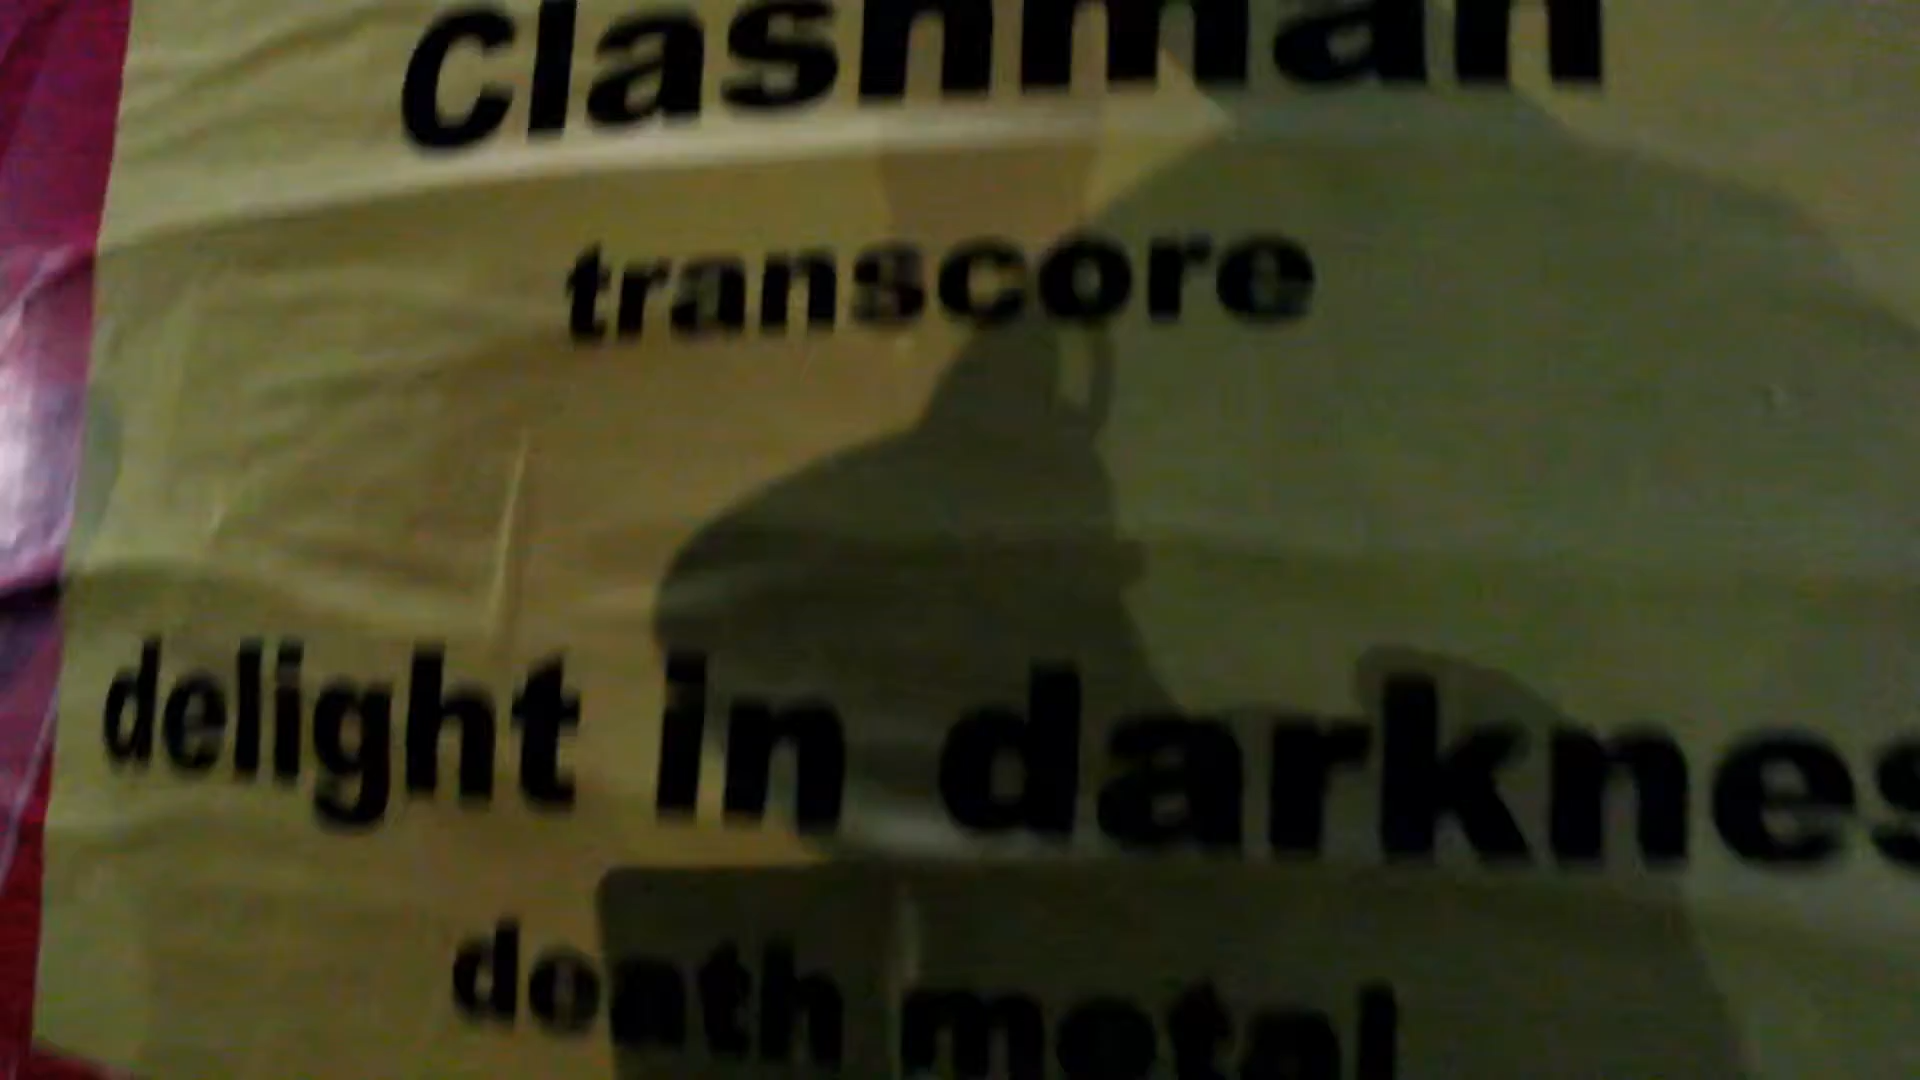 clashman
transcore
delight in darknes
death metal